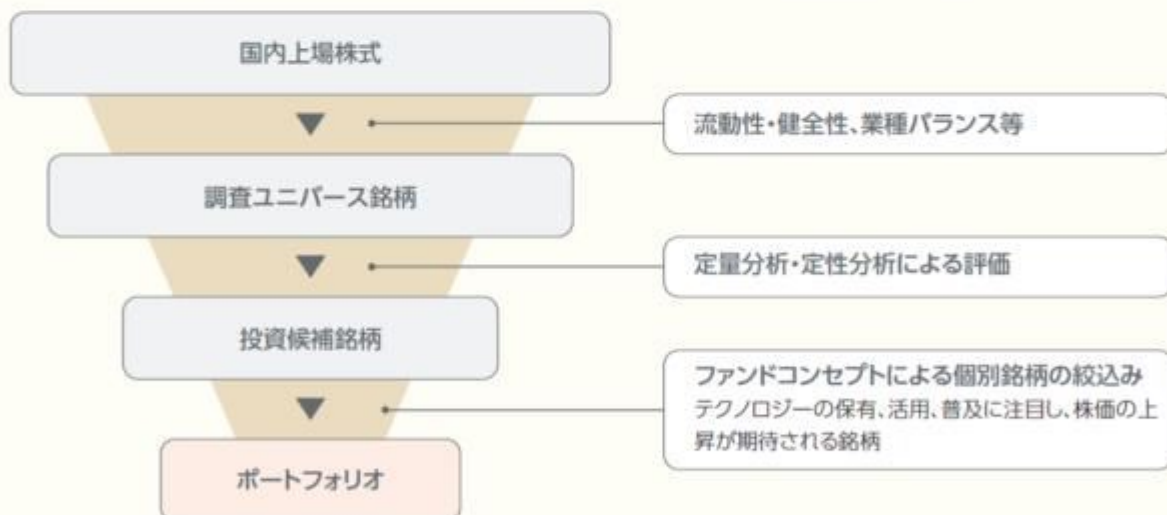 国内上場株式
流動性・健全性、業種バランス等
調査ユニバース銘柄
定量分析・定性分析による評価
投資候補銘柄
ファンドコンセプトによる個別銘柄の絞込み
テクノロジーの保有、活用、普及に注目し、株価の上
昇が期待される銘柄
ポートフォリオ